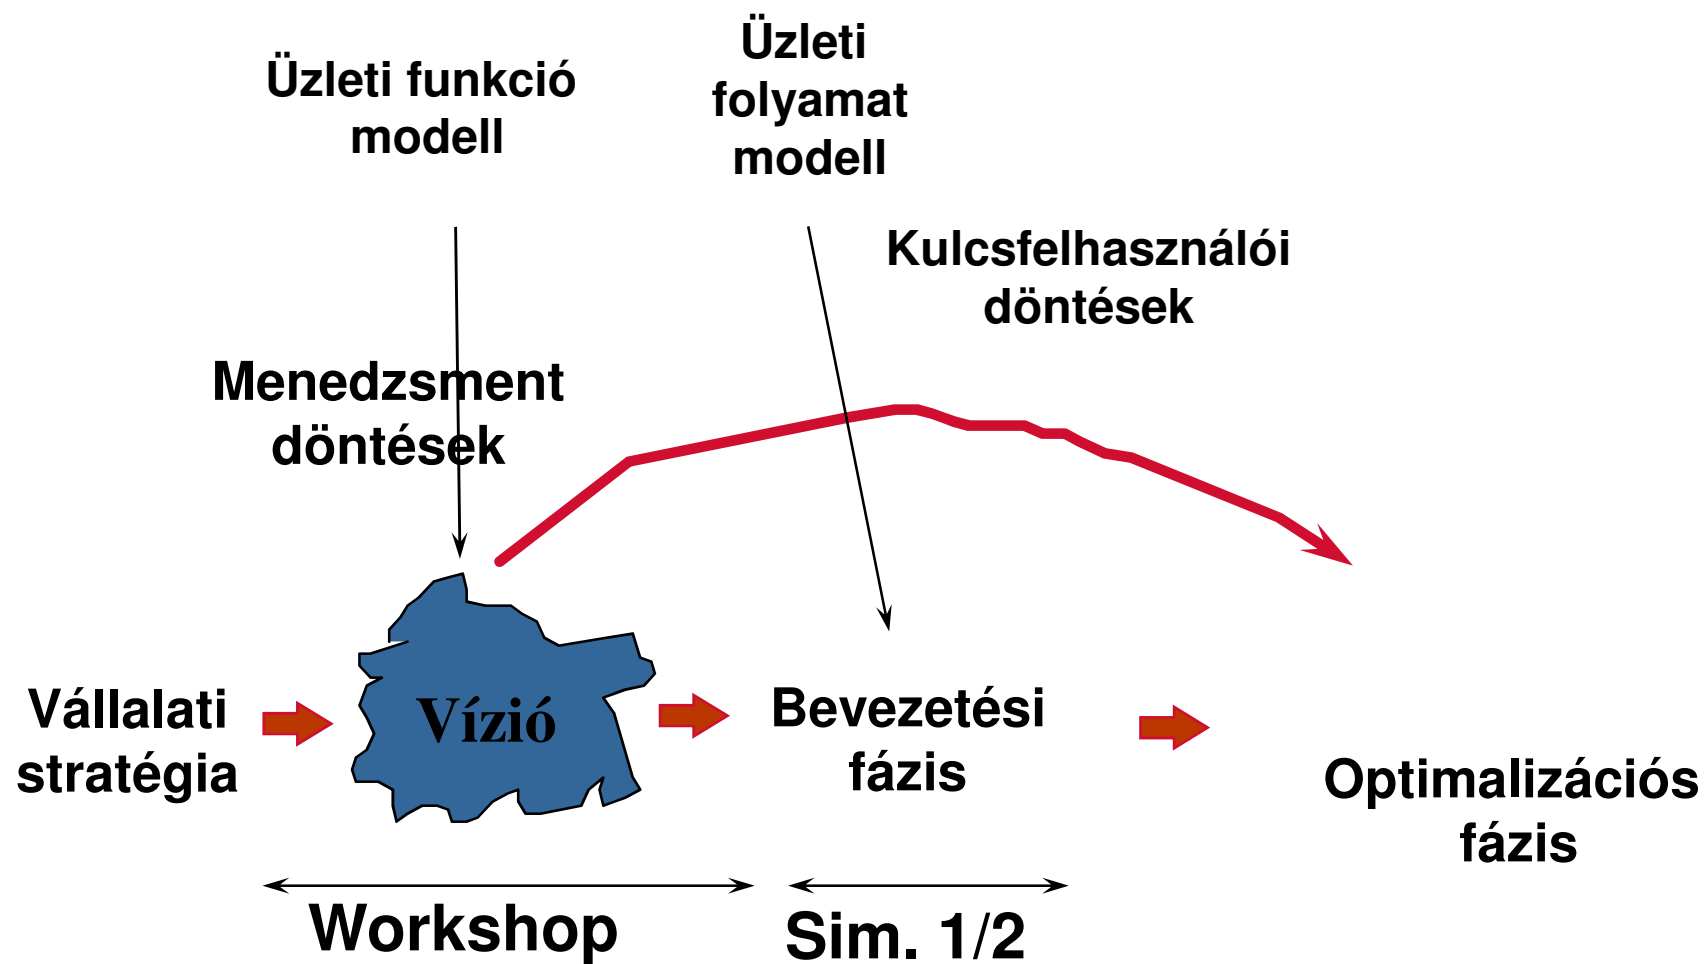 Üzleti funkció
modell
Üzleti
folyamat
modell
Kulcsfelhasználói
döntések
Menedzsment
döntések
Vállalati
stratégia
Vízió
Bevezetési
fázis
Optimalizációs
fázis
Workshop
Sim. 1/2